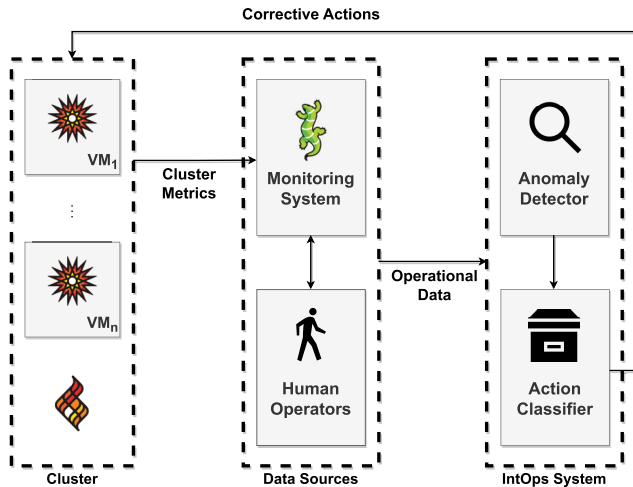 Corrective Actions
VM1
⋮
VMn
Cluster
Cluster
Metrics
Monitoring
System
Human
Operators
Data Sources
Operational
Data
Anomaly
Detector
Action
Classifier
IntOps System